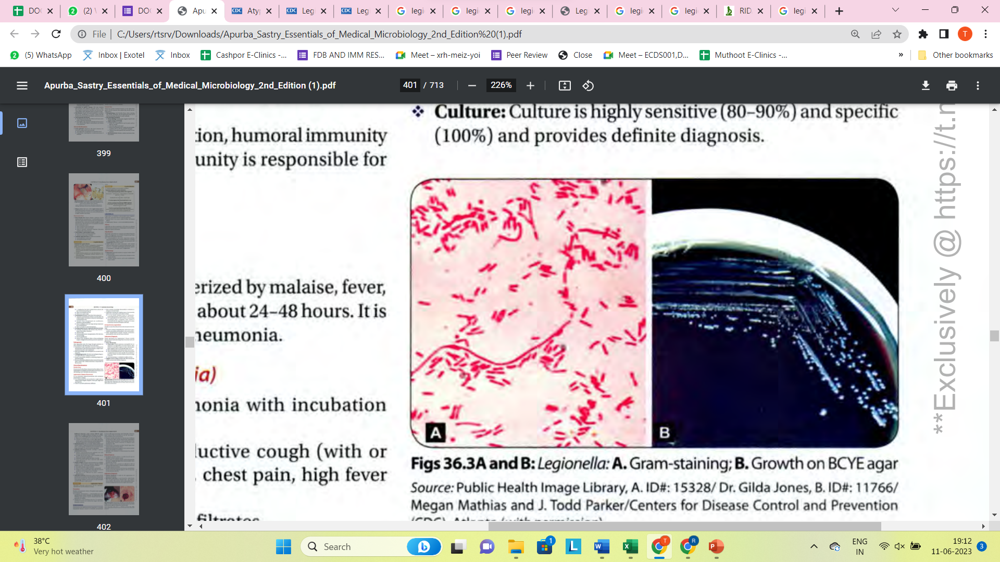 DOC
(2) W
DOC
Apu
Aty
Leg
Leg
legi
legi
legi
Leg
legi
legi
RID
legi
File
C:/Users/rtsrv/Downloads/Apurba_Sastry_Essentials_of_Medical_Microbiology_2nd_Edition%20(1).pdf
T
(5) WhatsApp
Inbox | Exotel
Inbox
Cashpor E-Clinics -...
FDB AND IMM RES...
Meet – xrh-meiz-yoi
Peer Review
Close
Meet – ECDS001,D...
Muthoot E-Clinics -...
»
Other bookmarks
Apurba_Sastry_Essentials_of_Medical_Microbiology_2nd_Edition (1).pdf
401 / 713
226%
399
400
401
402
tion, humoral immunity
unity is responsible for
erized by malaise, fever,
about 24–48 hours. It is
neumonia.
ia)
monia with incubation
ductive cough (with or
, chest pain, high fever
filtrates
❖ Culture: Culture is highly sensitive (80–90%) and specific
(100%) and provides definite diagnosis.
A
B
Figs 36.3A and B: Legionella: A. Gram-staining; B. Growth on BCYE agar
Source: Public Health Image Library, A. ID#: 15328/ Dr. Gilda Jones, B. ID#: 11766/
Megan Mathias and J. Todd Parker/Centers for Disease Control and Prevention
(CDC), Atlanta (with permission)
**Exclusively @ https://t.m
38°C
Very hot weather
Search
1
T
R
ENG
IN
19:12
11-06-2023
3